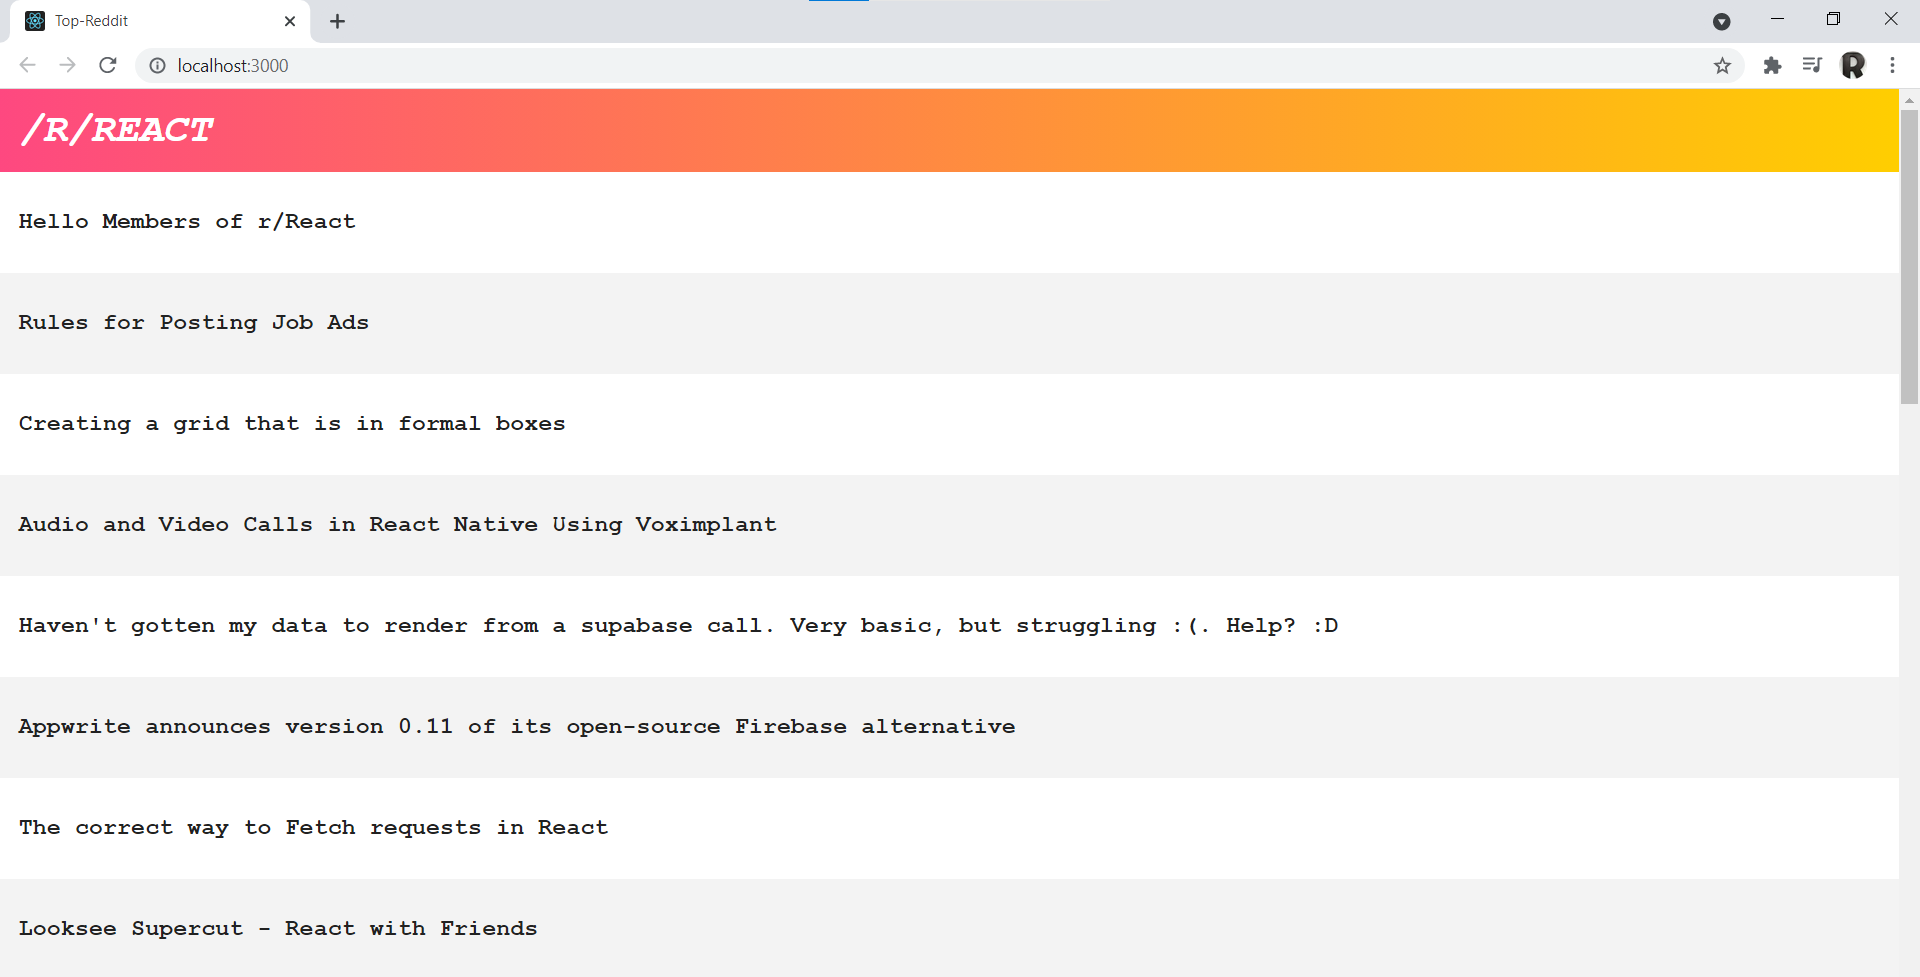 Top-Reddit
localhost:3000
R
/R/REACT
Hello Members of r/React
Rules for Posting Job Ads
Creating a grid that is in formal boxes
Audio and Video Calls in React Native Using Voximplant
Haven't gotten my data to render from a supabase call. Very basic, but struggling :(. Help? :D
Appwrite announces version 0.11 of its open-source Firebase alternative
The correct way to Fetch requests in React
Looksee Supercut - React with Friends